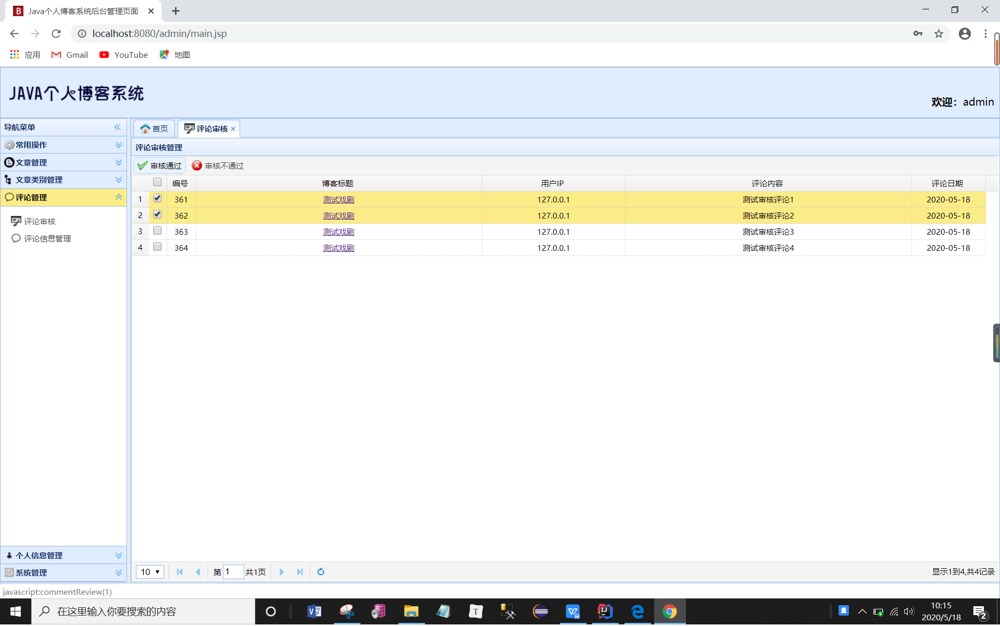 Java个人博客系统后台管理页面
localhost:8080/admin/main.jsp
应用 Gmail YouTube 地图
JAVA个人博客系统
欢迎：admin
导航菜单
常用操作
文章管理
文章类别管理
评论管理
评论审核
评论信息管理
个人信息管理
系统管理
首页 评论审核
评论审核管理
审核通过 审核不通过
编号 博客标题 用户IP 评论内容 评论日期
1 361 测试戏剧 127.0.0.1 测试审核评论1 2020-05-18
2 362 测试戏剧 127.0.0.1 测试审核评论2 2020-05-18
3 363 测试戏剧 127.0.0.1 测试审核评论3 2020-05-18
4 364 测试戏剧 127.0.0.1 测试审核评论4 2020-05-18
10 第 1 共1页 显示1到4,共4记录
javascript:commentReview(1)
在这里输入你要搜索的内容
10:15
2020/5/18
2